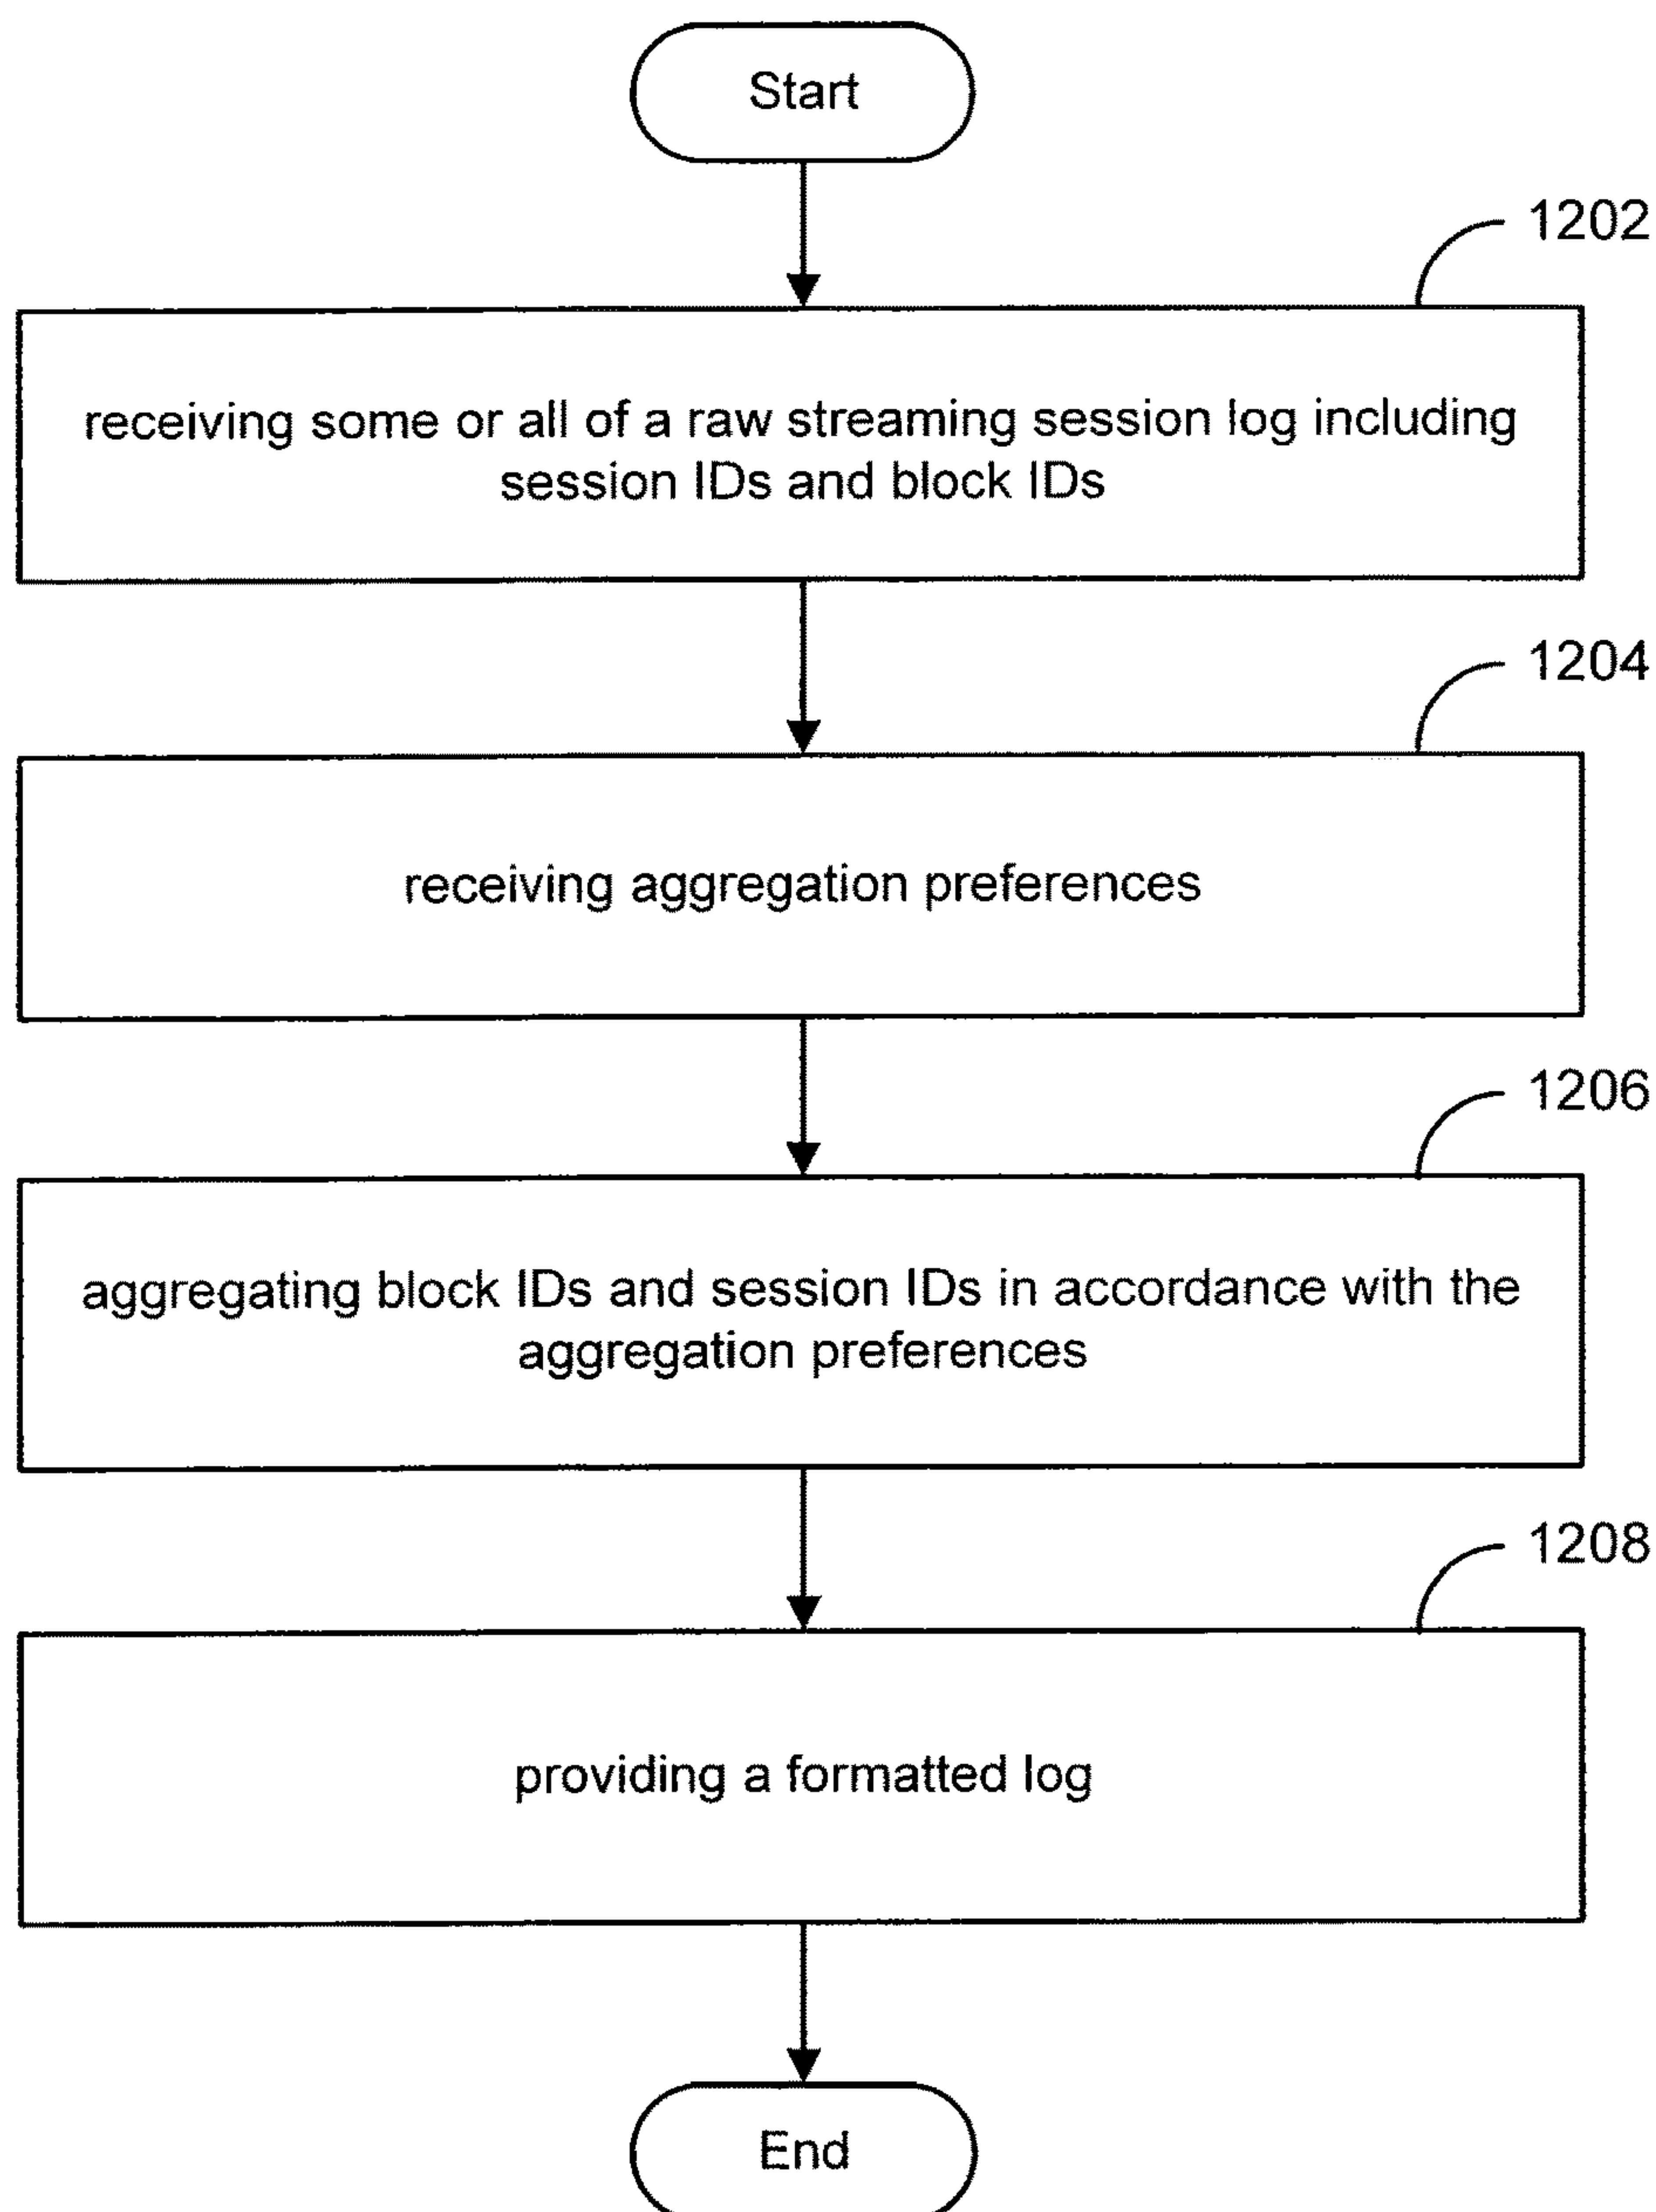 Start
1202
receiving some or all of a raw streaming session log including
session IDs and block IDs
1204
receiving aggregation preferences
1206
aggregating block IDs and session IDs in accordance with the
aggregation preferences
1208
providing a formatted log
End